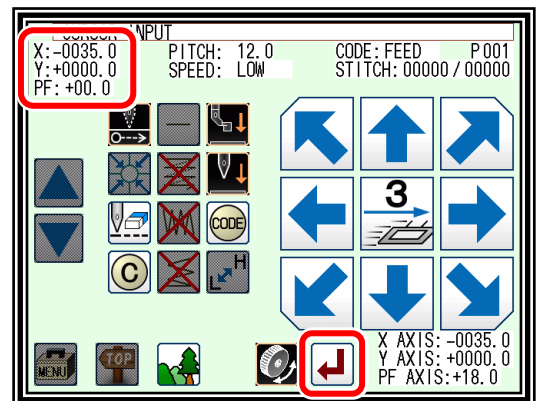 CURSOR INPUT
X:-0035.0 PITCH: 12.0 CODE:FEED P001
Y:+0000.0 SPEED: LOW STITCH:00000/00000
PF:+00.0
3
CODE
C
L H
MENU TOP
X AXIS:-0035.0
Y AXIS:+0000.0
PF AXIS:+18.0